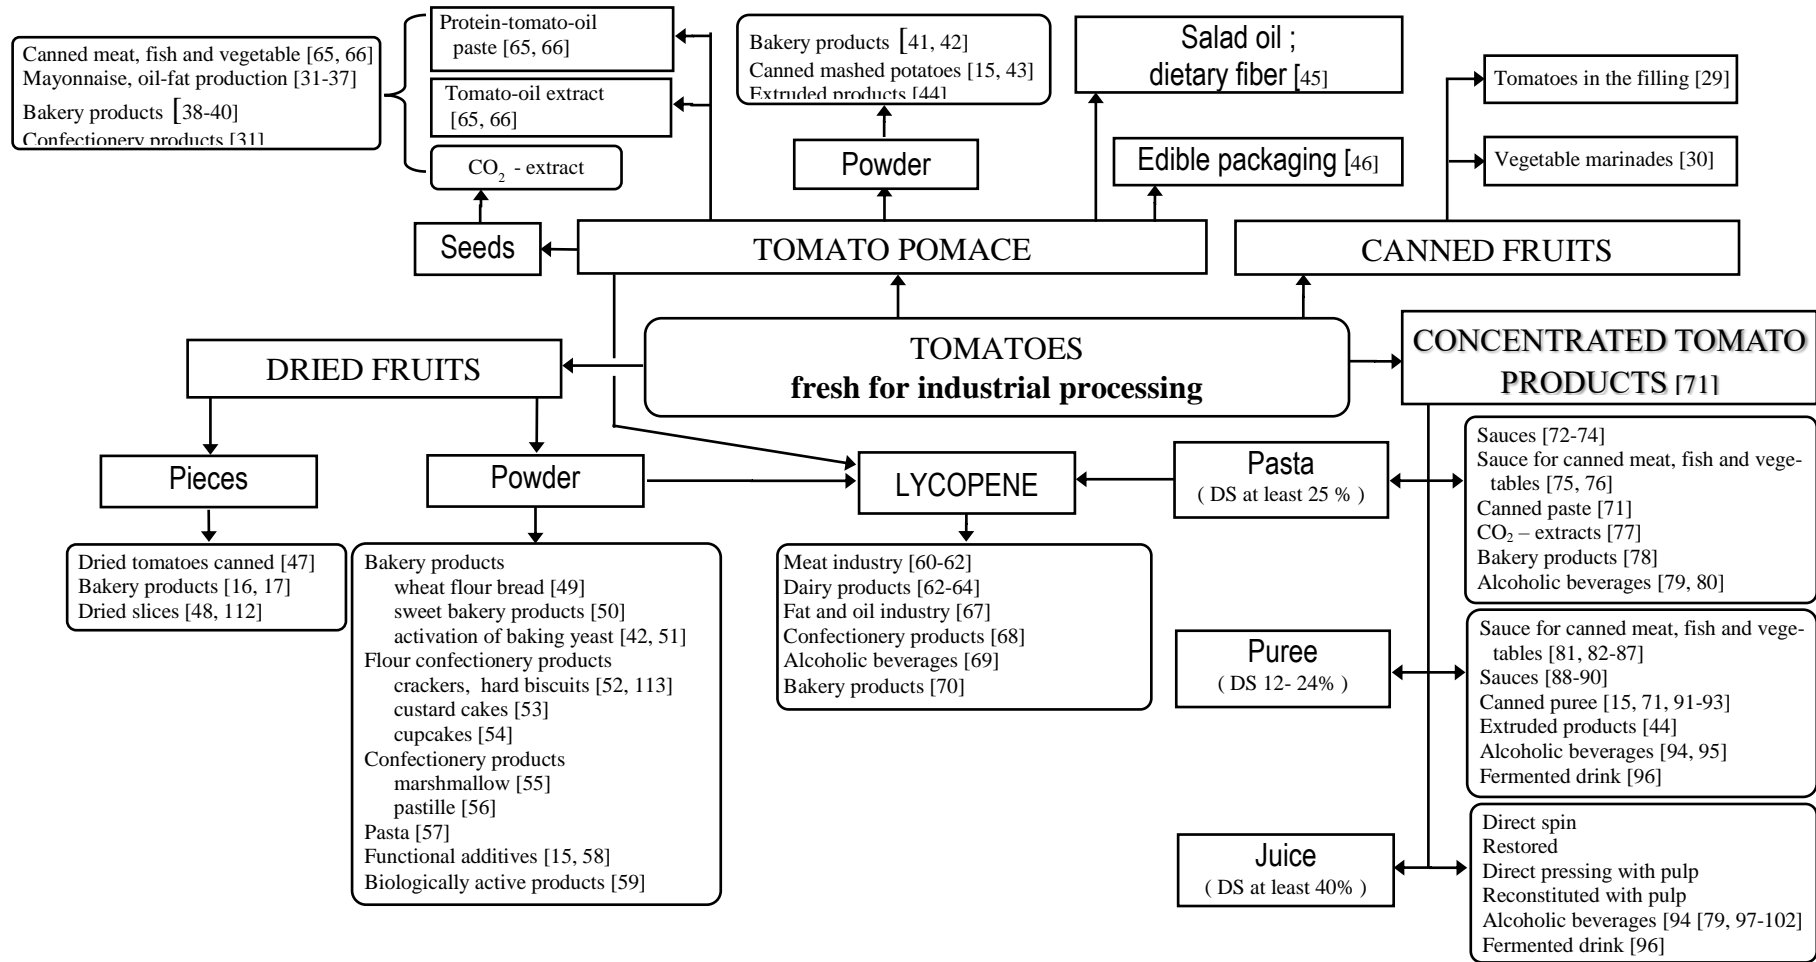 Canned meat, fish and vegetable [65, 66]
Mayonnaise, oil-fat production [31-37]
Bakery products [38-40]
Confectionery products [31]
Protein-tomato-oil
paste [65, 66]
Tomato-oil extract
[65, 66]
CO2 - extract
Seeds
Bakery products [41, 42]
Canned mashed potatoes [15, 43]
Extruded products [44]
Powder
Salad oil ;
dietary fiber [45]
Edible packaging [46]
Tomatoes in the filling [29]
Vegetable marinades [30]
TOMATO POMACE
CANNED FRUITS
TOMATOES
fresh for industrial processing
DRIED FRUITS
CONCENTRATED TOMATO
PRODUCTS [71]
Pieces
Powder
LYCOPENE
Pasta
( DS at least 25 % )
Dried tomatoes canned [47]
Bakery products [16, 17]
Dried slices [48, 112]
Bakery products
wheat flour bread [49]
sweet bakery products [50]
activation of baking yeast [42, 51]
Flour confectionery products
crackers, hard biscuits [52, 113]
custard cakes [53]
cupcakes [54]
Confectionery products
marshmallow [55]
pastille [56]
Pasta [57]
Functional additives [15, 58]
Biologically active products [59]
Meat industry [60-62]
Dairy products [62-64]
Fat and oil industry [67]
Confectionery products [68]
Alcoholic beverages [69]
Bakery products [70]
Sauces [72-74]
Sauce for canned meat, fish and vege-
tables [75, 76]
Canned paste [71]
CO2 – extracts [77]
Bakery products [78]
Alcoholic beverages [79, 80]
Puree
( DS 12- 24% )
Sauce for canned meat, fish and vege-
tables [81, 82-87]
Sauces [88-90]
Canned puree [15, 71, 91-93]
Extruded products [44]
Alcoholic beverages [94, 95]
Fermented drink [96]
Juice
( DS at least 40% )
Direct spin
Restored
Direct pressing with pulp
Reconstituted with pulp
Alcoholic beverages [94 [79, 97-102]
Fermented drink [96]